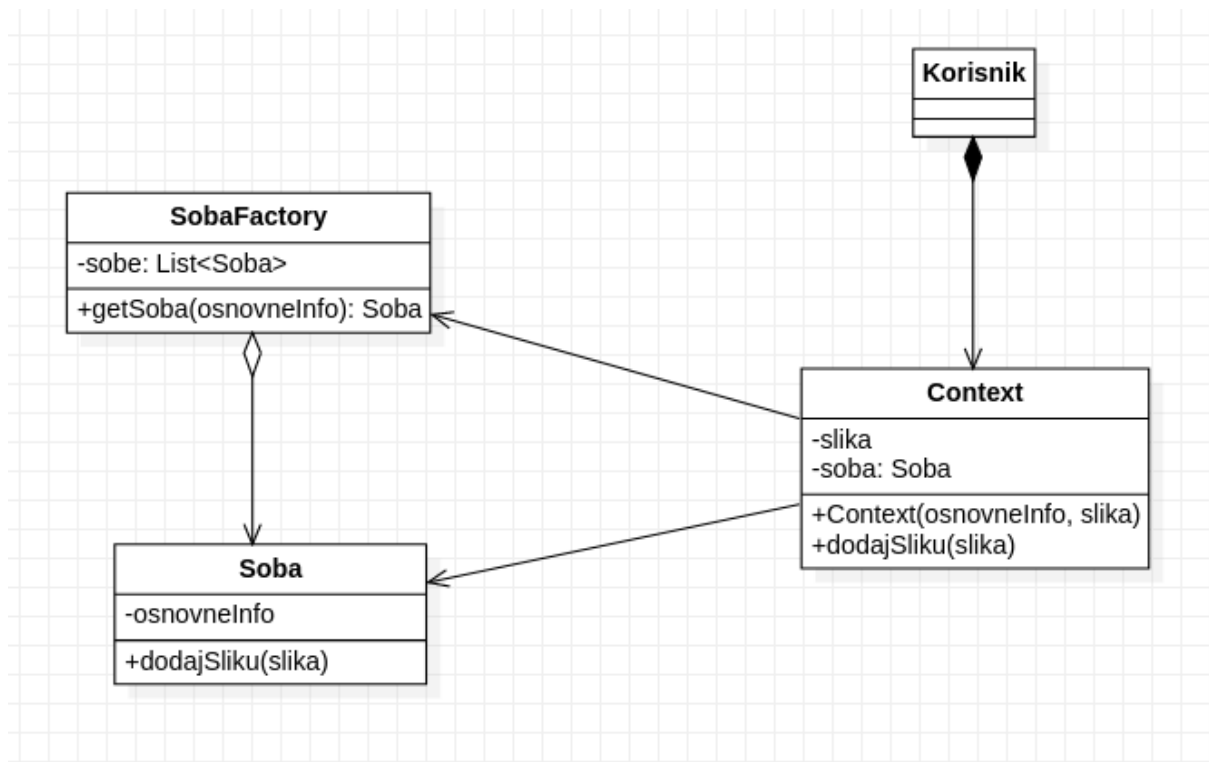 Korisnik
SobaFactory
-sobe: List<Soba>
+getSoba(osnovneInfo): Soba
Context
-slika
-soba: Soba
+Context(osnovneInfo, slika)
+dodajSliku(slika)
Soba
-osnovneInfo
+dodajSliku(slika)